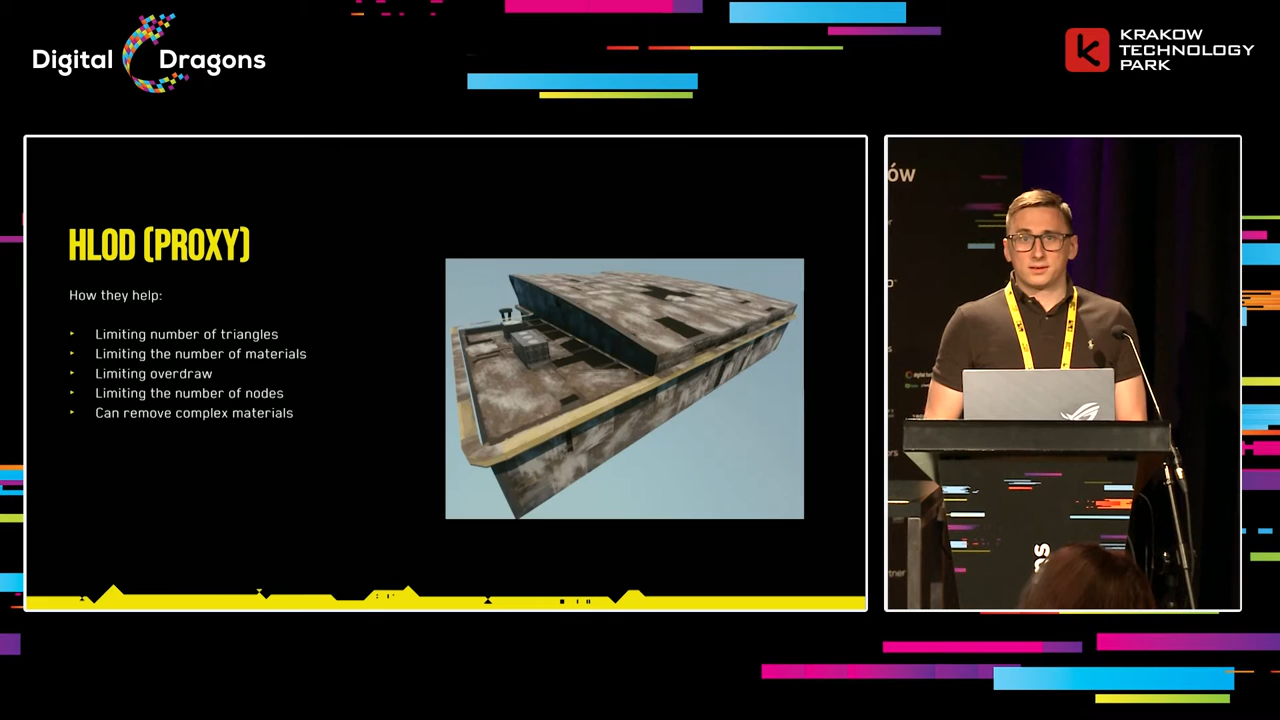 Digital Dragons
KRAKOW
TECHNOLOGY
PARK
HLOD (PROXY)
How they help:
Limiting number of triangles
Limiting the number of materials
Limiting overdraw
Limiting the number of nodes
Can remove complex materials
ów